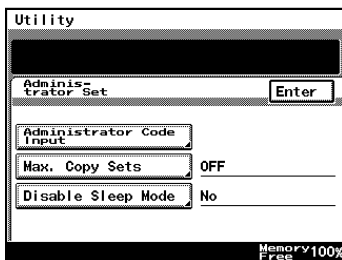 Utility
Adminis-
trator Set
Enter
Administrator Code
Input
Max. Copy Sets
OFF
Disable Sleep Mode
No
Memory
Free 100%